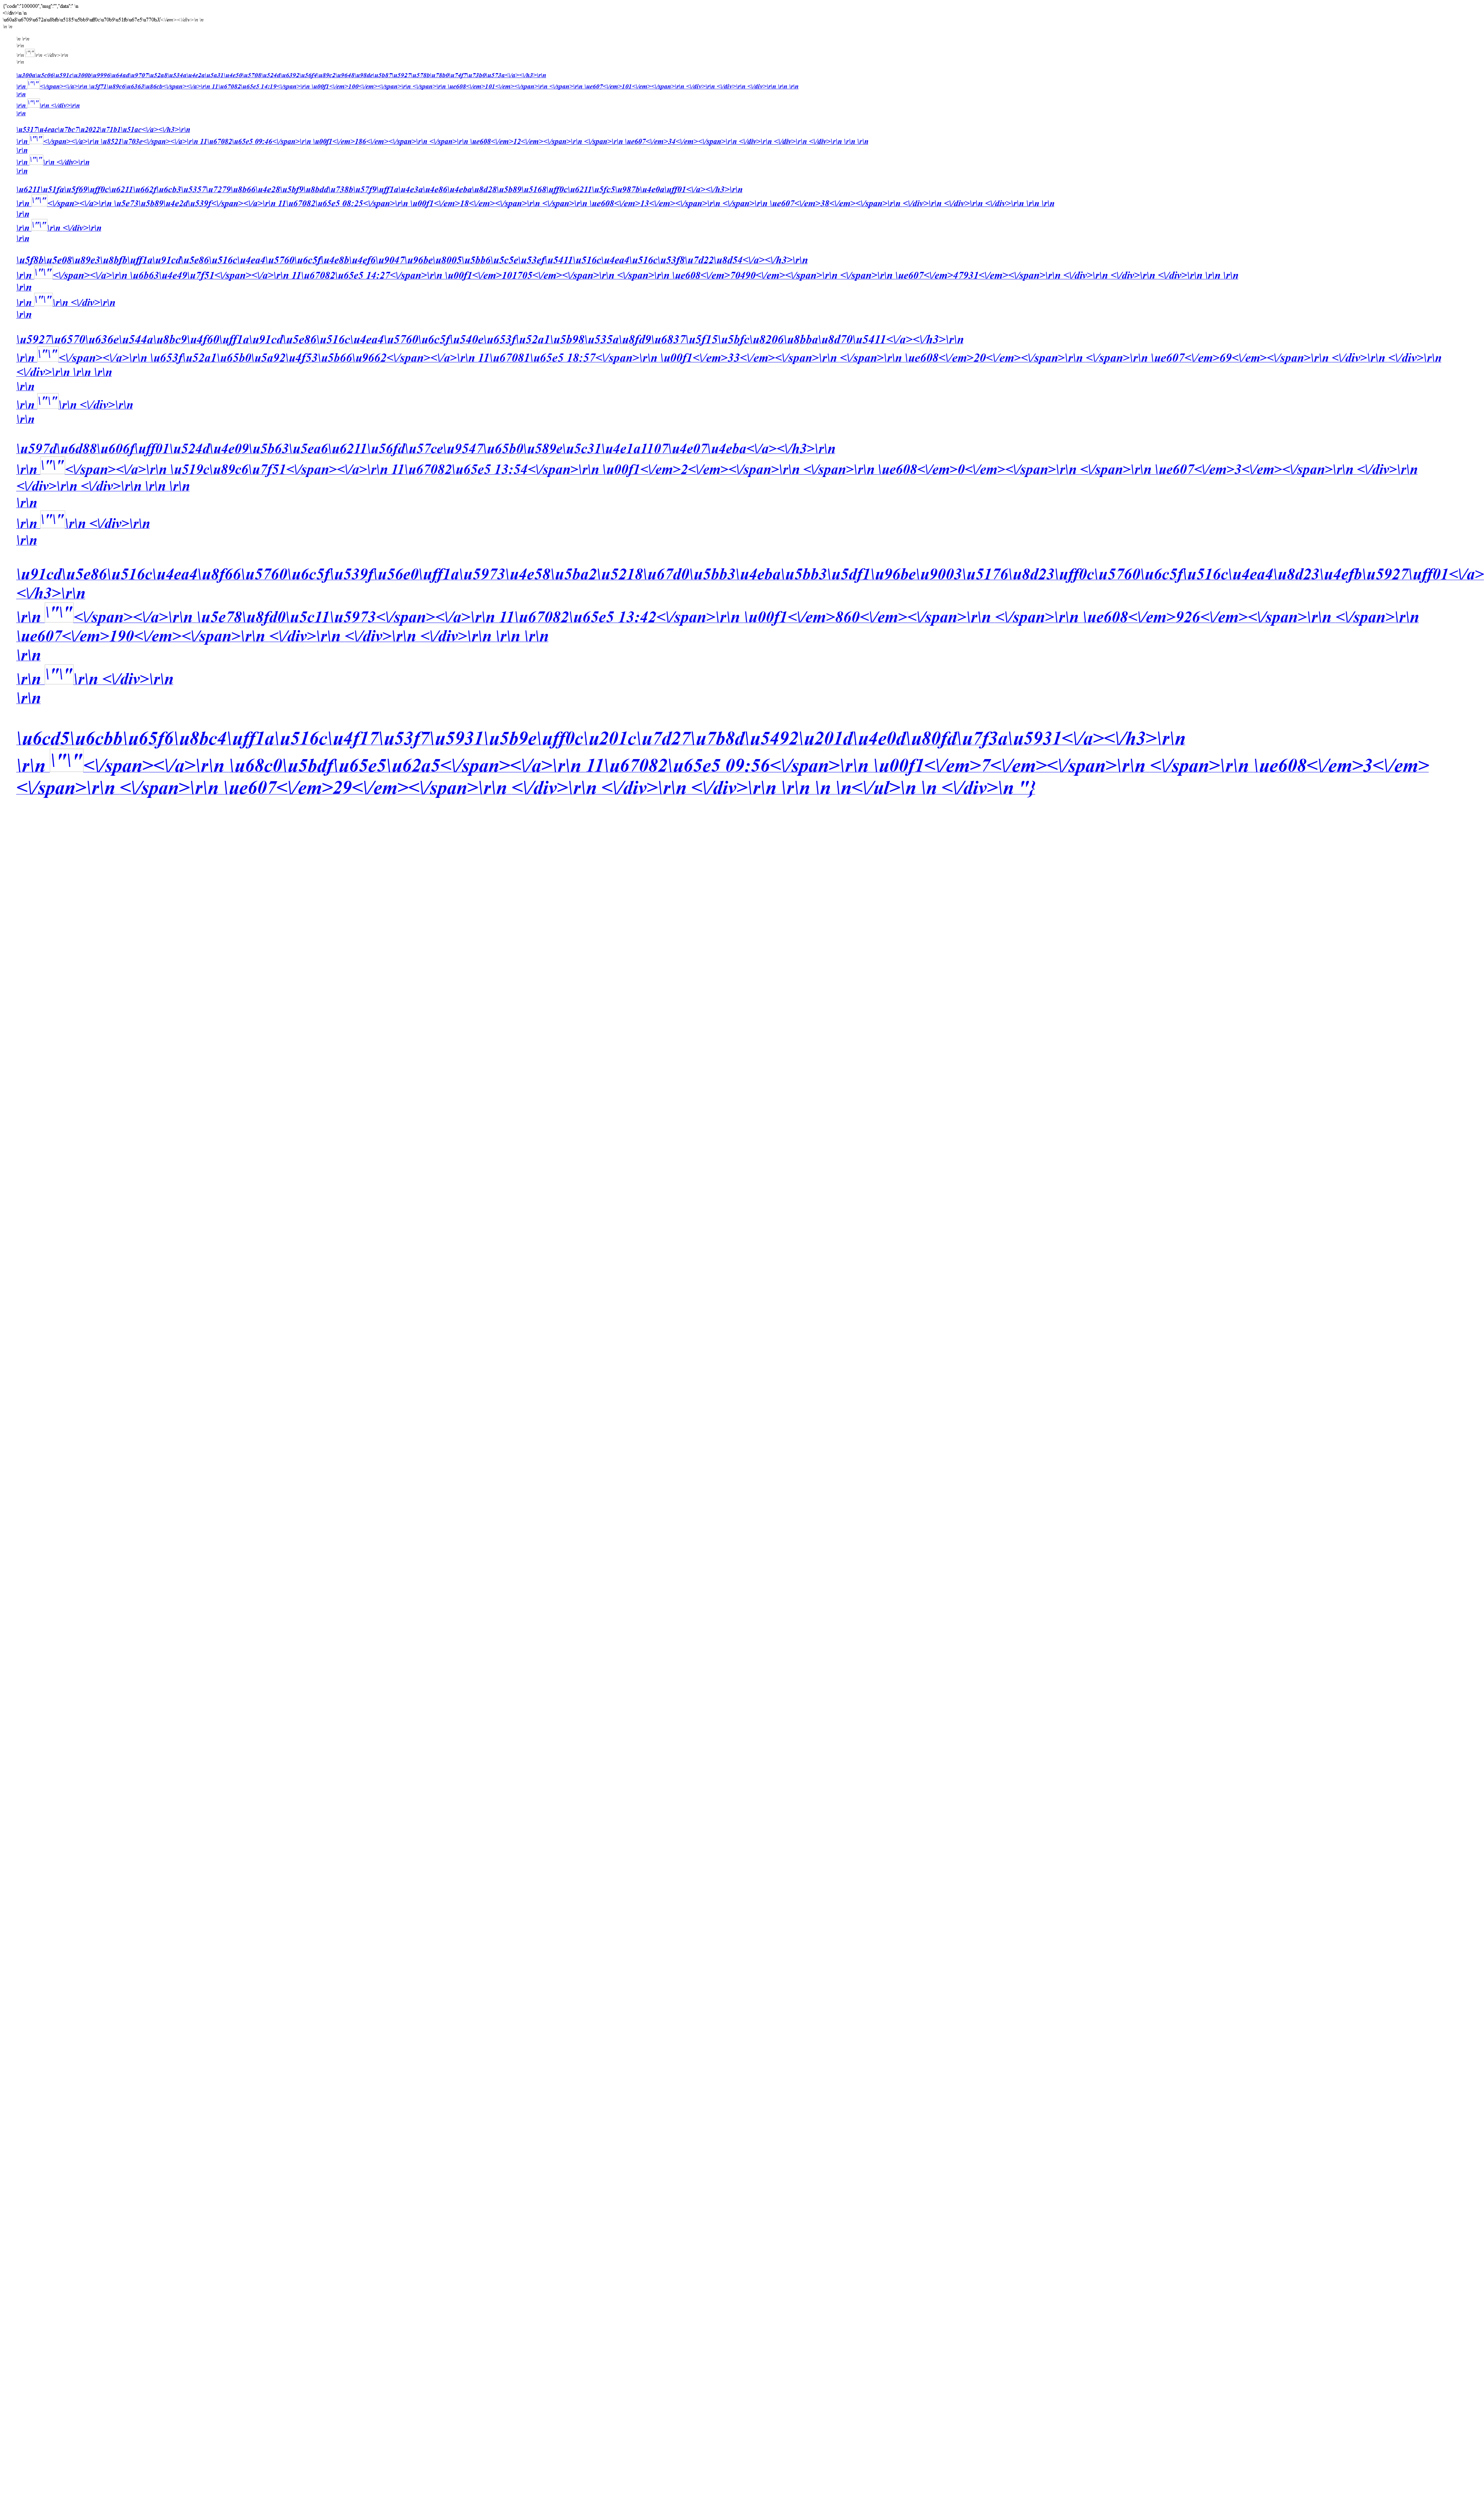 {"code":"100000","msg":"","data":" \n
<\/div>\n \n
\u60a8\u6709\u672a\u8bfb\u5185\u5bb9\uff0c\u70b9\u51fb\u67e5\u770bJ<\/em><\/div>\n \n
\n \n
\n \r\n
\r\n
\r\n \"\"\r\n <\/div>\r\n
\r\n
\u300a\u5c06\u591c\u300b\u9996\u64ad\u9707\u52a8\u534a\u4e2a\u5a31\u4e50\u5708\u524d\u6392\u56f4\u89c2\u9648\u98de\u5b87\u5927\u578b\u78b0\u74f7\u73b0\u573a<\/a><\/h3>\r\n
\r\n \"\"<\/span><\/a>\r\n \u5f71\u89c6\u6363\u86cb<\/span><\/a>\r\n 11\u67082\u65e5 14:19<\/span>\r\n \u00f1<\/em>100<\/em><\/span>\r\n <\/span>\r\n \ue608<\/em>101<\/em><\/span>\r\n <\/span>\r\n \ue607<\/em>101<\/em><\/span>\r\n <\/div>\r\n <\/div>\r\n <\/div>\r\n \r\n \r\n
\r\n
\r\n \"\"\r\n <\/div>\r\n
\r\n
\u5317\u4eac\u7bc7\u2022\u71b1\u51ac<\/a><\/h3>\r\n
\r\n \"\"<\/span><\/a>\r\n \u8521\u703e<\/span><\/a>\r\n 11\u67082\u65e5 09:46<\/span>\r\n \u00f1<\/em>186<\/em><\/span>\r\n <\/span>\r\n \ue608<\/em>12<\/em><\/span>\r\n <\/span>\r\n \ue607<\/em>34<\/em><\/span>\r\n <\/div>\r\n <\/div>\r\n <\/div>\r\n \r\n \r\n
\r\n
\r\n \"\"\r\n <\/div>\r\n
\r\n
\u6211\u51fa\u5f69\uff0c\u6211\u662f\u6cb3\u5357\u7279\u8b66\u4e28\u5bf9\u8bdd\u738b\u57f9\uff1a\u4e3a\u4e86\u4eba\u8d28\u5b89\u5168\uff0c\u6211\u5fc5\u987b\u4e0a\uff01<\/a><\/h3>\r\n
\r\n \"\"<\/span><\/a>\r\n \u5e73\u5b89\u4e2d\u539f<\/span><\/a>\r\n 11\u67082\u65e5 08:25<\/span>\r\n \u00f1<\/em>18<\/em><\/span>\r\n <\/span>\r\n \ue608<\/em>13<\/em><\/span>\r\n <\/span>\r\n \ue607<\/em>38<\/em><\/span>\r\n <\/div>\r\n <\/div>\r\n <\/div>\r\n \r\n \r\n
\r\n
\r\n \"\"\r\n <\/div>\r\n
\r\n
\u5f8b\u5e08\u89e3\u8bfb\uff1a\u91cd\u5e86\u516c\u4ea4\u5760\u6c5f\u4e8b\u4ef6\u9047\u96be\u8005\u5bb6\u5c5e\u53ef\u5411\u516c\u4ea4\u516c\u53f8\u7d22\u8d54<\/a><\/h3>\r\n
\r\n \"\"<\/span><\/a>\r\n \u6b63\u4e49\u7f51<\/span><\/a>\r\n 11\u67082\u65e5 14:27<\/span>\r\n \u00f1<\/em>101705<\/em><\/span>\r\n <\/span>\r\n \ue608<\/em>70490<\/em><\/span>\r\n <\/span>\r\n \ue607<\/em>47931<\/em><\/span>\r\n <\/div>\r\n <\/div>\r\n <\/div>\r\n \r\n \r\n
\r\n
\r\n \"\"\r\n <\/div>\r\n
\r\n
\u5927\u6570\u636e\u544a\u8bc9\u4f60\uff1a\u91cd\u5e86\u516c\u4ea4\u5760\u6c5f\u540e\u653f\u52a1\u5b98\u535a\u8fd9\u6837\u5f15\u5bfc\u8206\u8bba\u8d70\u5411<\/a><\/h3>\r\n
\r\n \"\"<\/span><\/a>\r\n \u653f\u52a1\u65b0\u5a92\u4f53\u5b66\u9662<\/span><\/a>\r\n 11\u67081\u65e5 18:57<\/span>\r\n \u00f1<\/em>33<\/em><\/span>\r\n <\/span>\r\n \ue608<\/em>20<\/em><\/span>\r\n <\/span>\r\n \ue607<\/em>69<\/em><\/span>\r\n <\/div>\r\n <\/div>\r\n
<\/div>\r\n \r\n \r\n
\r\n
\r\n \"\"\r\n <\/div>\r\n
\r\n
\u597d\u6d88\u606f\uff01\u524d\u4e09\u5b63\u5ea6\u6211\u56fd\u57ce\u9547\u65b0\u589e\u5c31\u4e1a1107\u4e07\u4eba<\/a><\/h3>\r\n
\r\n \"\"<\/span><\/a>\r\n \u519c\u89c6\u7f51<\/span><\/a>\r\n 11\u67082\u65e5 13:54<\/span>\r\n \u00f1<\/em>2<\/em><\/span>\r\n <\/span>\r\n \ue608<\/em>0<\/em><\/span>\r\n <\/span>\r\n \ue607<\/em>3<\/em><\/span>\r\n <\/div>\r\n
<\/div>\r\n <\/div>\r\n \r\n \r\n
\r\n
\r\n \"\"\r\n <\/div>\r\n
\r\n
\u91cd\u5e86\u516c\u4ea4\u8f66\u5760\u6c5f\u539f\u56e0\uff1a\u5973\u4e58\u5ba2\u5218\u67d0\u5bb3\u4eba\u5bb3\u5df1\u96be\u9003\u5176\u8d23\uff0c\u5760\u6c5f\u516c\u4ea4\u8d23\u4efb\u5927\uff01<\/a>
<\/h3>\r\n
\r\n \"\"<\/span><\/a>\r\n \u5e78\u8fd0\u5c11\u5973<\/span><\/a>\r\n 11\u67082\u65e5 13:42<\/span>\r\n \u00f1<\/em>860<\/em><\/span>\r\n <\/span>\r\n \ue608<\/em>926<\/em><\/span>\r\n <\/span>\r\n
\ue607<\/em>190<\/em><\/span>\r\n <\/div>\r\n <\/div>\r\n <\/div>\r\n \r\n \r\n
\r\n
\r\n \"\"\r\n <\/div>\r\n
\r\n
\u6cd5\u6cbb\u65f6\u8bc4\uff1a\u516c\u4f17\u53f7\u5931\u5b9e\uff0c\u201c\u7d27\u7b8d\u5492\u201d\u4e0d\u80fd\u7f3a\u5931<\/a><\/h3>\r\n
\r\n \"\"<\/span><\/a>\r\n \u68c0\u5bdf\u65e5\u62a5<\/span><\/a>\r\n 11\u67082\u65e5 09:56<\/span>\r\n \u00f1<\/em>7<\/em><\/span>\r\n <\/span>\r\n \ue608<\/em>3<\/em>
<\/span>\r\n <\/span>\r\n \ue607<\/em>29<\/em><\/span>\r\n <\/div>\r\n <\/div>\r\n <\/div>\r\n \r\n \n \n<\/ul>\n \n <\/div>\n "}